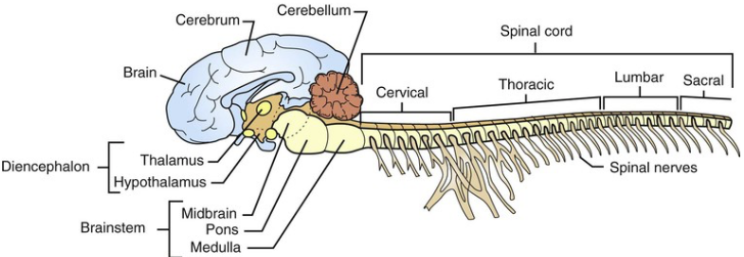 Cerebellum
Cerebrum
Spinal cord
Brain
Cervical
Thoracic
Lumbar
Sacral
Diencephalon
Thalamus
Hypothalamus
Spinal nerves
Brainstem
Midbrain
Pons
Medulla